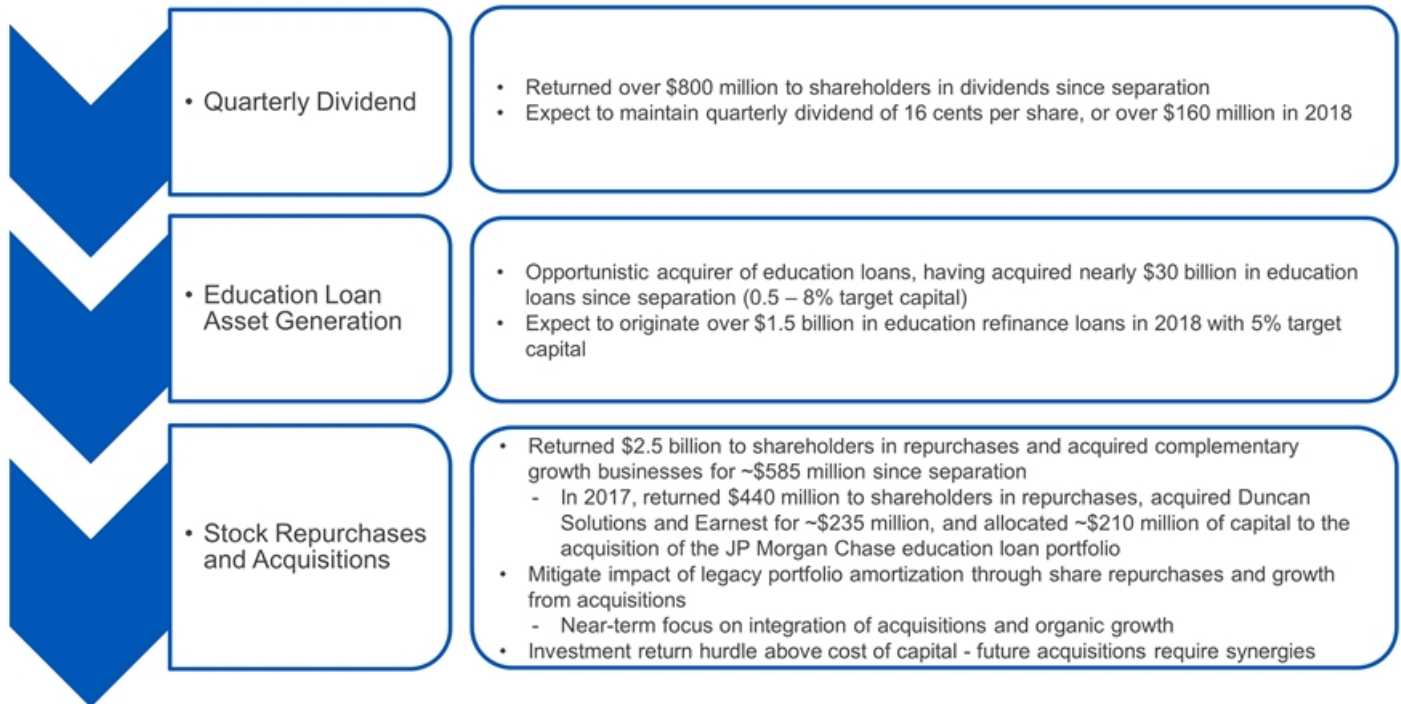 • Quarterly Dividend
• Returned over $800 million to shareholders in dividends since separation
• Expect to maintain quarterly dividend of 16 cents per share, or over $160 million in 2018
• Education Loan
Asset Generation
• Opportunistic acquirer of education loans, having acquired nearly $30 billion in education
loans since separation (0.5 – 8% target capital)
• Expect to originate over $1.5 billion in education refinance loans in 2018 with 5% target
capital
• Stock Repurchases
and Acquisitions
• Returned $2.5 billion to shareholders in repurchases and acquired complementary
growth businesses for ~$585 million since separation
- In 2017, returned $440 million to shareholders in repurchases, acquired Duncan
Solutions and Earnest for ~$235 million, and allocated ~$210 million of capital to the
acquisition of the JP Morgan Chase education loan portfolio
• Mitigate impact of legacy portfolio amortization through share repurchases and growth
from acquisitions
- Near-term focus on integration of acquisitions and organic growth
• Investment return hurdle above cost of capital - future acquisitions require synergies